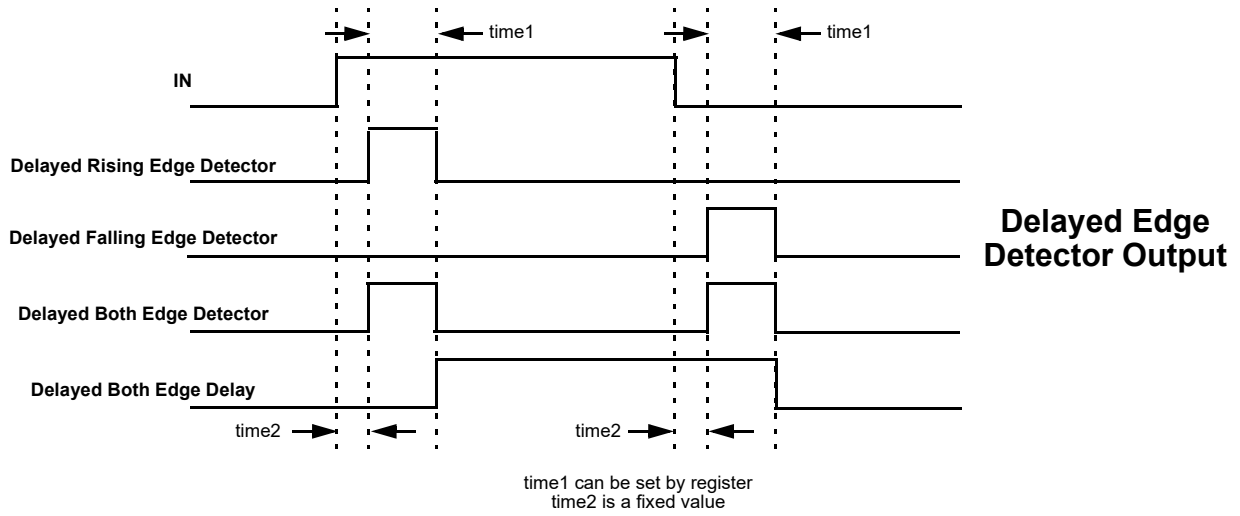 time1
time1
IN
Delayed Rising Edge Detector
Delayed Falling Edge Detector
Delayed Edge
Detector Output
Delayed Both Edge Detector
Delayed Both Edge Delay
time2
time2
time1 can be set by register
time2 is a fixed value